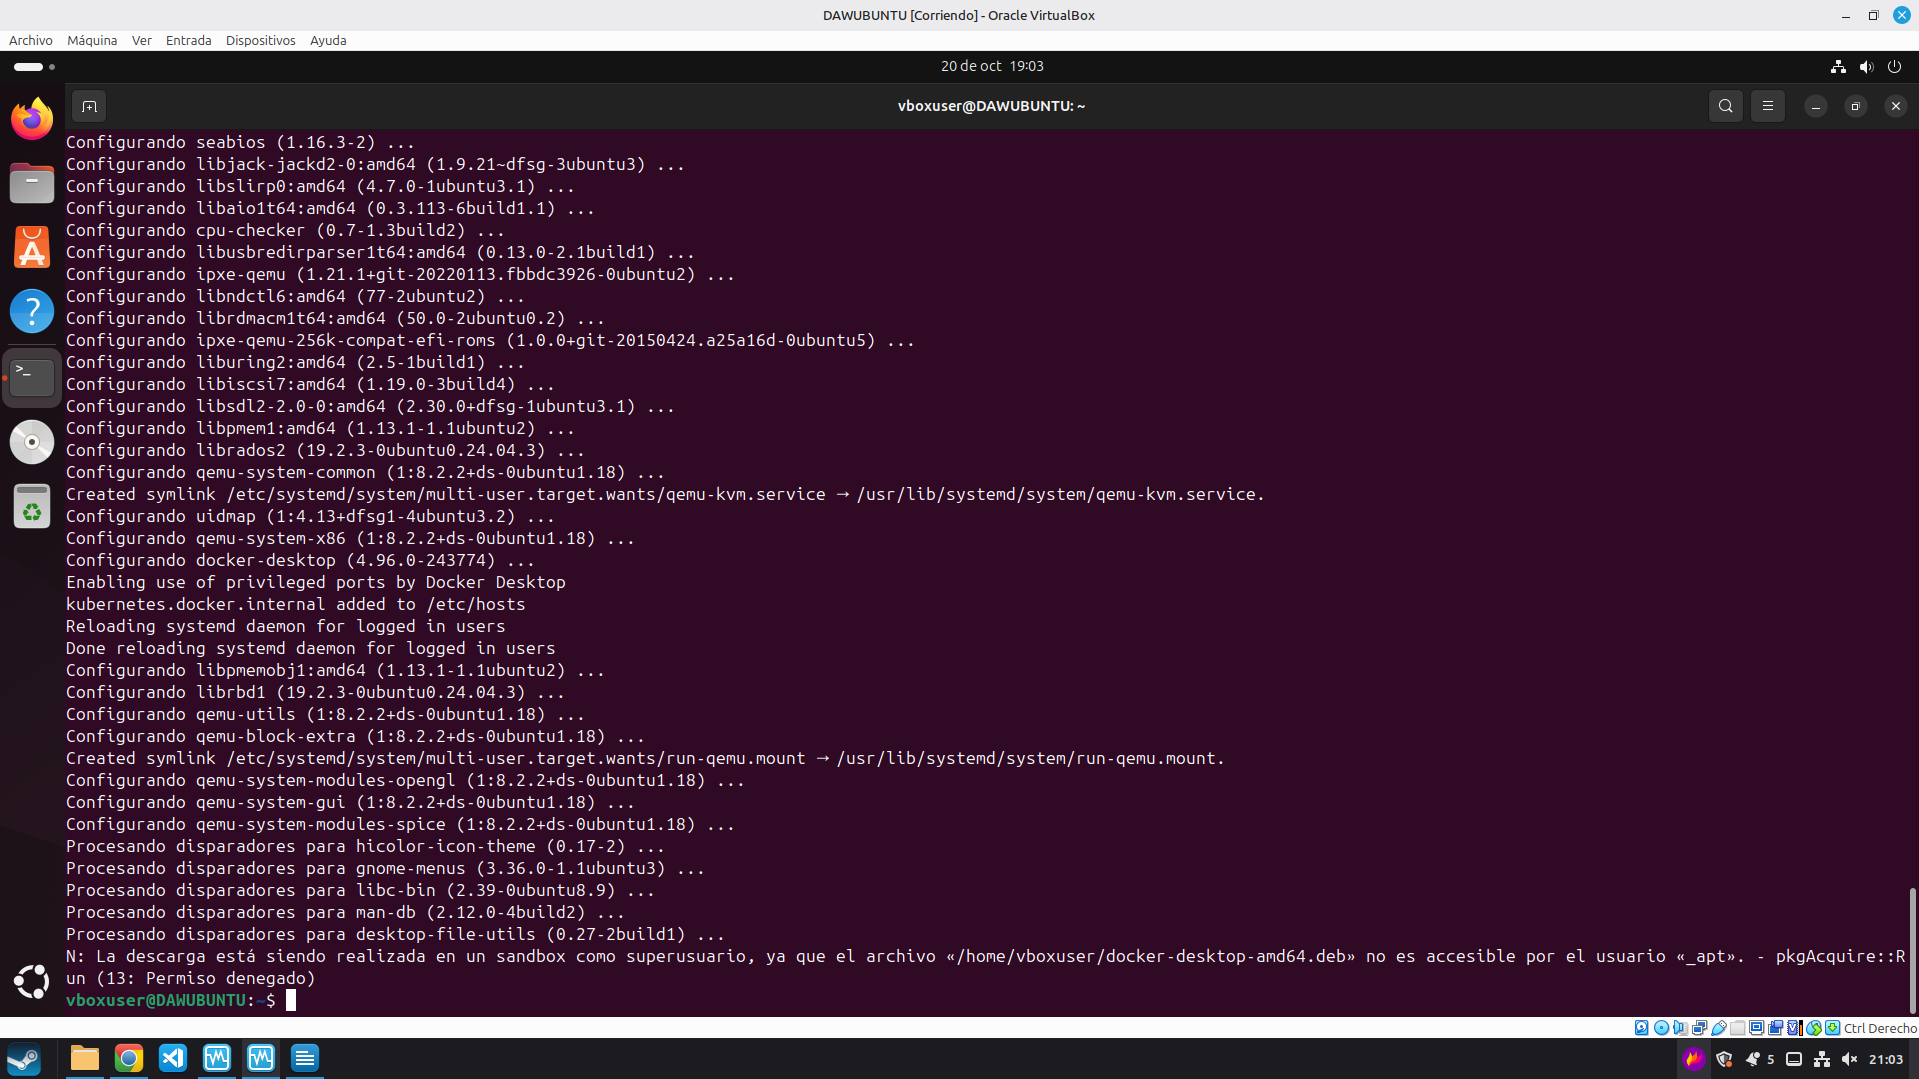 DAWUBUNTU [Corriendo] - Oracle VirtualBox
Archivo Máquina Ver Entrada Dispositivos Ayuda
20 de oct 19:03
vboxuser@DAWUBUNTU: ~
Configurando seabios (1.16.3-2) ...
Configurando libjack-jackd2-0:amd64 (1.9.21~dfsg-3ubuntu3) ...
Configurando libslirp0:amd64 (4.7.0-1ubuntu3.1) ...
Configurando libaio1t64:amd64 (0.3.113-6build1.1) ...
Configurando cpu-checker (0.7-1.3build2) ...
Configurando libusbredirparser1t64:amd64 (0.13.0-2.1build1) ...
Configurando ipxe-qemu (1.21.1+git-20220113.fbbdc3926-0ubuntu2) ...
Configurando libndctl6:amd64 (77-2ubuntu2) ...
Configurando librdmacm1t64:amd64 (50.0-2ubuntu0.2) ...
Configurando ipxe-qemu-256k-compat-efi-roms (1.0.0+git-20150424.a25a16d-0ubuntu5) ...
Configurando liburing2:amd64 (2.5-1build1) ...
Configurando libiscsi7:amd64 (1.19.0-3build4) ...
Configurando libsdl2-2.0-0:amd64 (2.30.0+dfsg-1ubuntu3.1) ...
Configurando libpmem1:amd64 (1.13.1-1.1ubuntu2) ...
Configurando librados2 (19.2.3-0ubuntu0.24.04.3) ...
Configurando qemu-system-common (1:8.2.2+ds-0ubuntu1.18) ...
Created symlink /etc/systemd/system/multi-user.target.wants/qemu-kvm.service → /usr/lib/systemd/system/qemu-kvm.service.
Configurando uidmap (1:4.13+dfsg1-4ubuntu3.2) ...
Configurando qemu-system-x86 (1:8.2.2+ds-0ubuntu1.18) ...
Configurando docker-desktop (4.96.0-243774) ...
Enabling use of privileged ports by Docker Desktop
kubernetes.docker.internal added to /etc/hosts
Reloading systemd daemon for logged in users
Done reloading systemd daemon for logged in users
Configurando libpmemobj1:amd64 (1.13.1-1.1ubuntu2) ...
Configurando librbd1 (19.2.3-0ubuntu0.24.04.3) ...
Configurando qemu-utils (1:8.2.2+ds-0ubuntu1.18) ...
Configurando qemu-block-extra (1:8.2.2+ds-0ubuntu1.18) ...
Created symlink /etc/systemd/system/multi-user.target.wants/run-qemu.mount → /usr/lib/systemd/system/run-qemu.mount.
Configurando qemu-system-modules-opengl (1:8.2.2+ds-0ubuntu1.18) ...
Configurando qemu-system-gui (1:8.2.2+ds-0ubuntu1.18) ...
Configurando qemu-system-modules-spice (1:8.2.2+ds-0ubuntu1.18) ...
Procesando disparadores para hicolor-icon-theme (0.17-2) ...
Procesando disparadores para gnome-menus (3.36.0-1.1ubuntu3) ...
Procesando disparadores para libc-bin (2.39-0ubuntu8.9) ...
Procesando disparadores para man-db (2.12.0-4build2) ...
Procesando disparadores para desktop-file-utils (0.27-2build1) ...
N: La descarga está siendo realizada en un sandbox como superusuario, ya que el archivo «/home/vboxuser/docker-desktop-amd64.deb» no es accesible por el usuario «_apt». - pkgAcquire::R
un (13: Permiso denegado)
vboxuser@DAWUBUNTU:~$
Ctrl Derecho
5 21:03